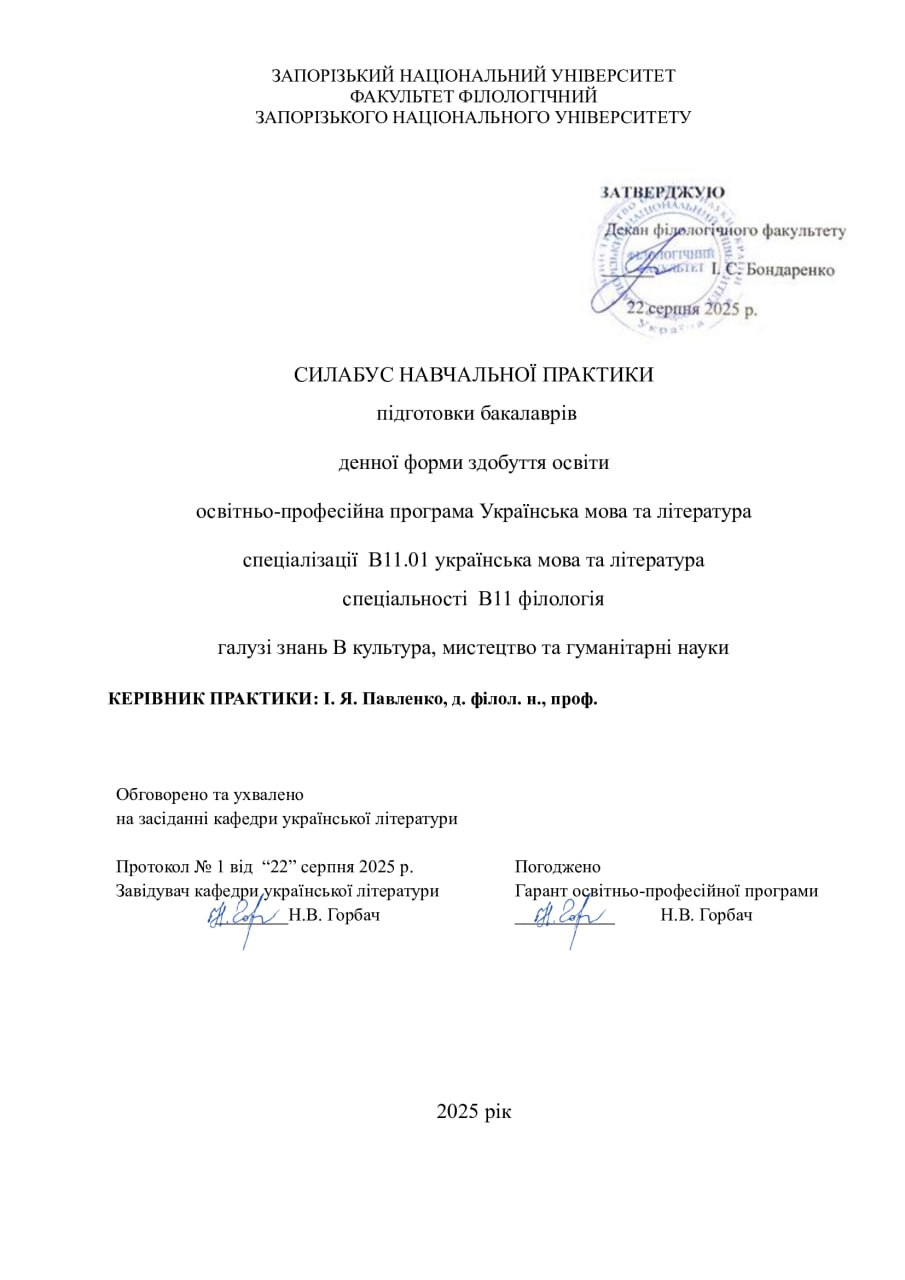 ЗАПОРІЗЬКИЙ НАЦІОНАЛЬНИЙ УНІВЕРСИТЕТ
ФАКУЛЬТЕТ ФІЛОЛОГІЧНИЙ
ЗАПОРІЗЬКОГО НАЦІОНАЛЬНОГО УНІВЕРСИТЕТУ
ЗАТВЕРДЖУЮ
Декан філологічного факультету
І. С. Бондаренко
22 серпня 2025 р.
ФІЛОЛОГІЧНИЙ
ФАКУЛЬТЕТ
Україна
СИЛАБУС НАВЧАЛЬНОЇ ПРАКТИКИ
підготовки бакалаврів
денної форми здобуття освіти
освітньо-професійна програма Українська мова та література
спеціалізації В11.01 українська мова та література
спеціальності В11 філологія
галузі знань В культура, мистецтво та гуманітарні науки
КЕРІВНИК ПРАКТИКИ: І. Я. Павленко, д. філол. н., проф.
Обговорено та ухвалено
на засіданні кафедри української літератури
Протокол № 1 від “22” серпня 2025 р.
Завідувач кафедри української літератури
Н.В. Горбач
Погоджено
Гарант освітньо-професійної програми
Н.В. Горбач
2025 рік